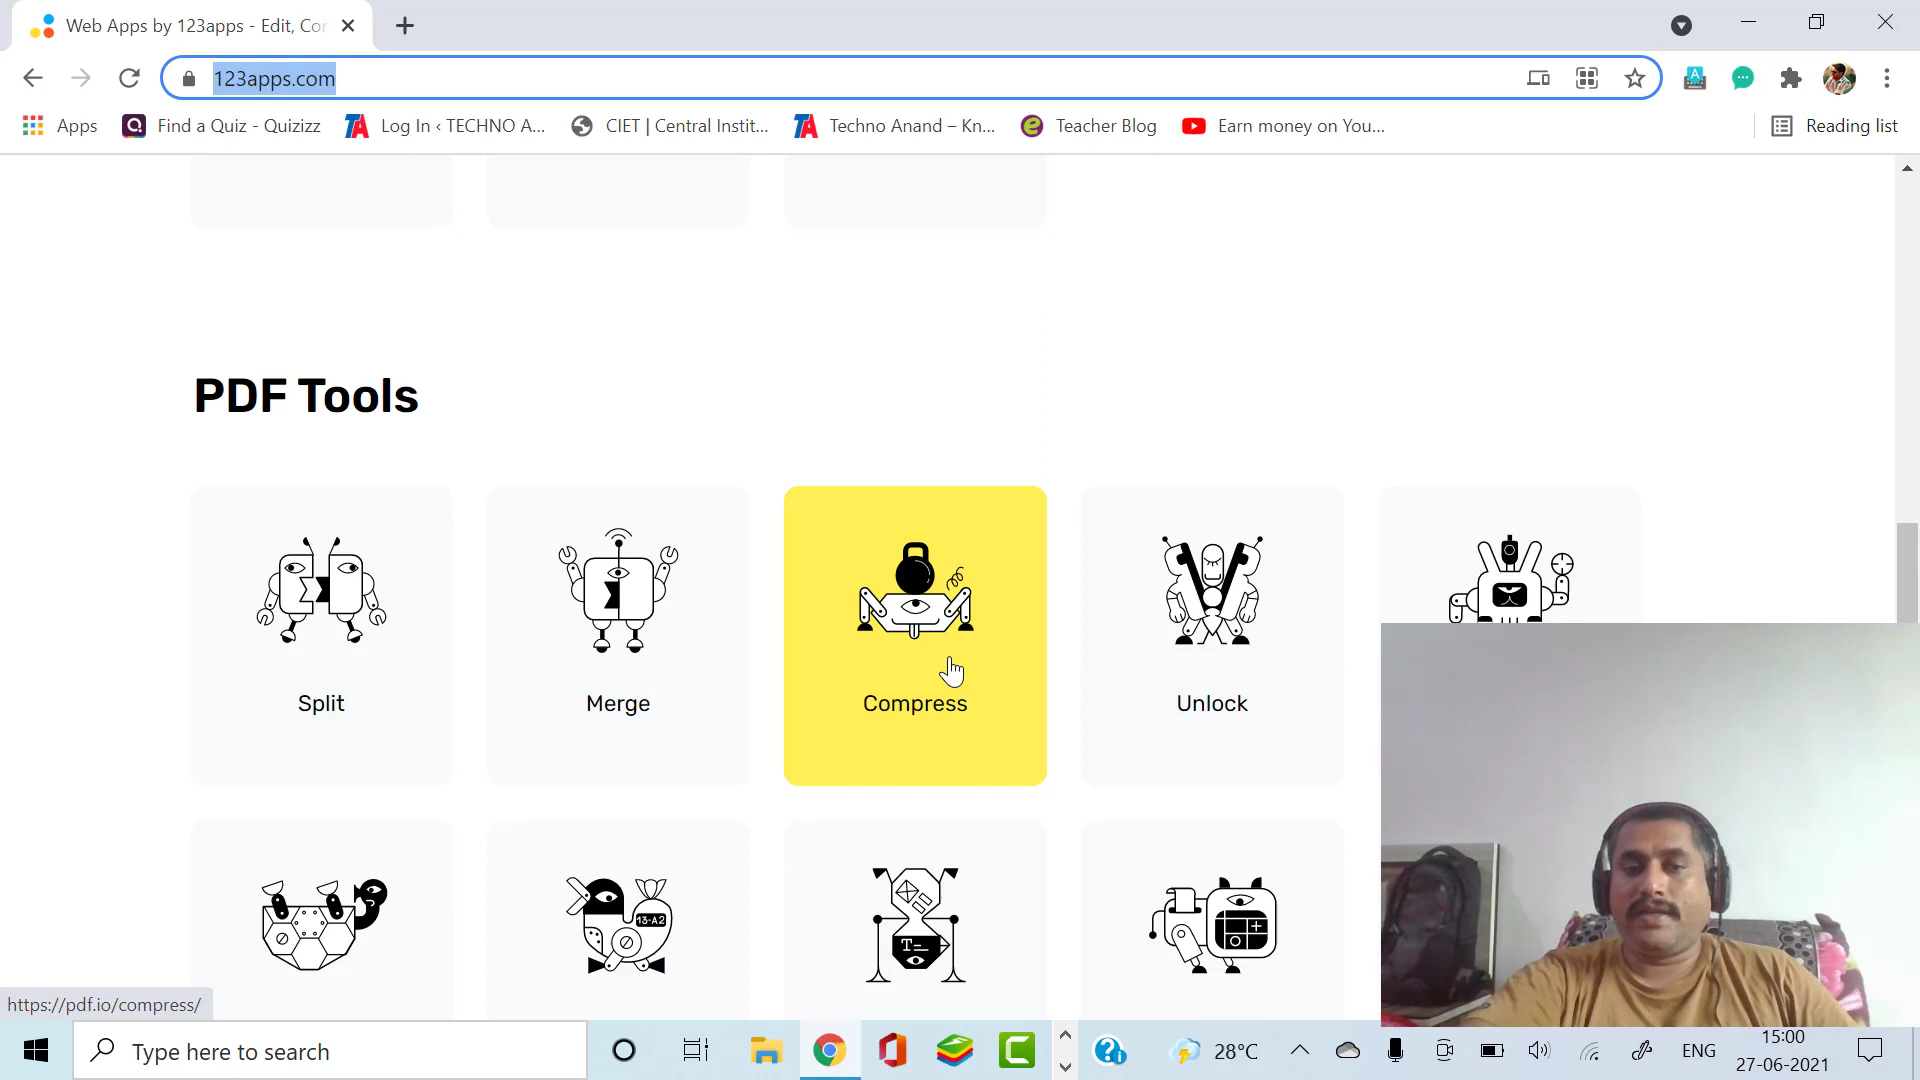 Web Apps by 123apps - Edit, Cor
123apps.com
Apps
Find a Quiz - Quizizz
Log In ‹ TECHNO A...
CIET | Central Instit...
Techno Anand – Kn...
Teacher Blog
Earn money on You...
Reading list
PDF Tools
Split
Merge
Compress
Unlock
13-A2
T=
https://pdf.io/compress/
Type here to search
28°C
ENG
15:00
27-06-2021